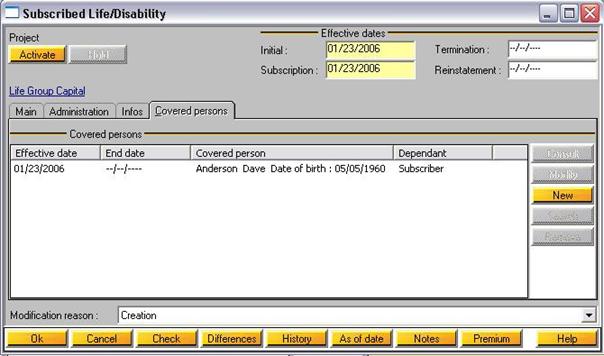 Subscribed Life/Disability
Project
Activate Hold
Effective dates
Initial : 01/23/2006 Termination : --/--/----
Subscription : 01/23/2006 Reinstatement : --/--/----
Life Group Capital
Main Administration Infos Covered persons
Covered persons
Effective date End date Covered person Dependant
01/23/2006 --/--/---- Anderson Dave Date of birth : 05/05/1960 Subscriber
Consult
Modify
New
Modification reason : Creation
Ok Cancel Check Differences History As of date Notes Premium Help